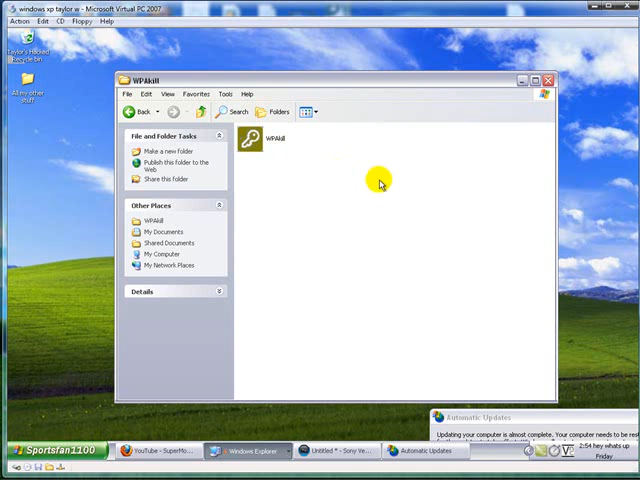 windows xp taylor w - Microsoft Virtual PC 2007
Action Edit CD Floppy Help
Taylor's Hacked
Recycle bin
All my other
stuff
WPAkill
File Edit View Favorites Tools Help
Back Search Folders
File and Folder Tasks
Make a new folder
Publish this folder to the
Web
Share this folder
Other Places
WPAkill
My Documents
Shared Documents
My Computer
My Network Places
Details
WPAkill
Automatic Updates
Updating your computer is almost complete. Your computer needs to be res
Sportsfan1100
YouTube - SuperMo...
3 Windows Explorer
Untitled * - Sony Ve...
Automatic Updates
2:54 hey whats up
Friday